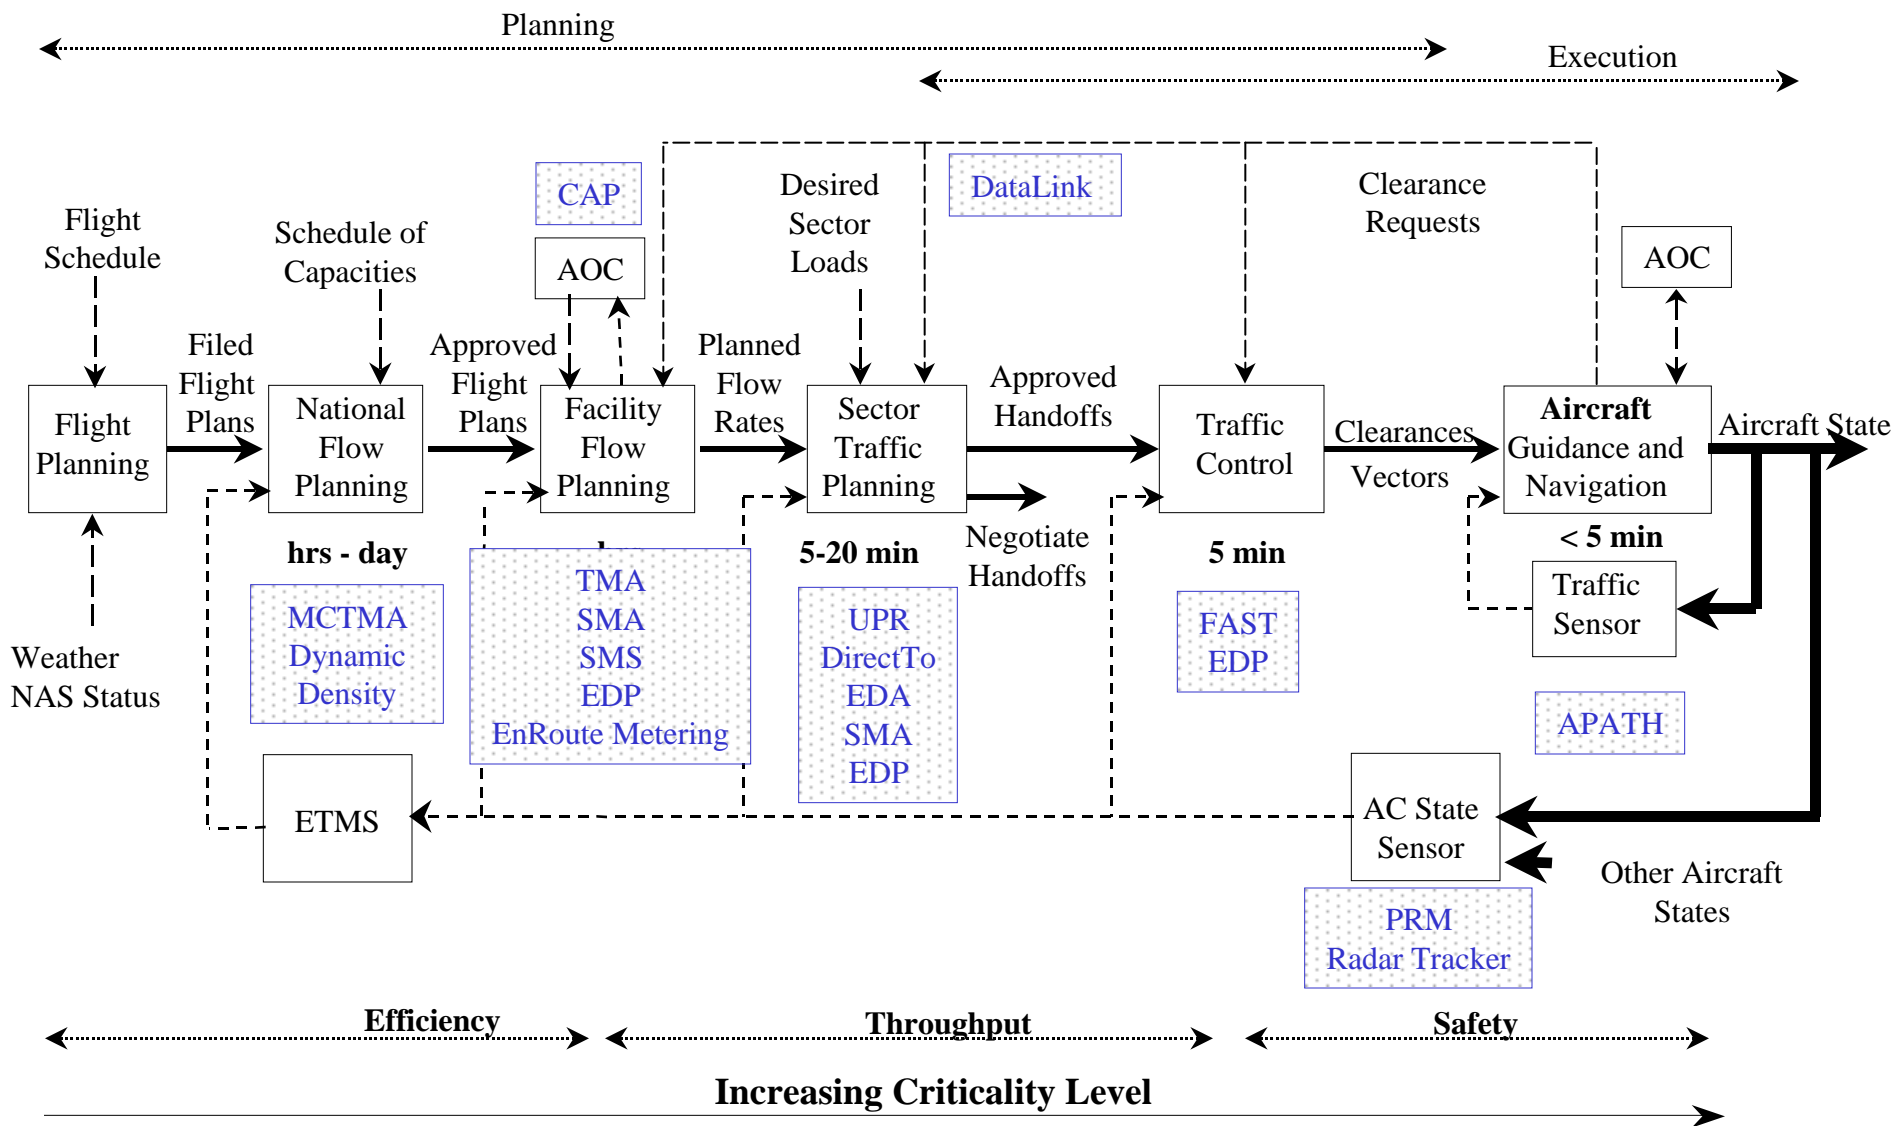 Planning
Execution
CAP
DataLink
Desired
Sector
Loads
Clearance
Requests
Flight
Schedule
Schedule of
Capacities
AOC
AOC
Filed
Flight
Plans
Approved
Flight
Plans
Planned
Flow
Rates
Approved
Handoffs
Clearances
Vectors
Aircraft State
Flight
Planning
National
Flow
Planning
Facility
Flow
Planning
Sector
Traffic
Planning
Traffic
Control
Aircraft
Guidance and
Navigation
Negotiate
Handoffs
hrs - day
5-20 min
5 min
< 5 min
Weather
NAS Status
MCTMA
Dynamic
Density
TMA
SMA
SMS
EDP
EnRoute Metering
UPR
DirectTo
EDA
SMA
EDP
FAST
EDP
Traffic
Sensor
APATH
ETMS
AC State
Sensor
Other Aircraft
States
PRM
Radar Tracker
Efficiency
Throughput
Safety
Increasing Criticality Level